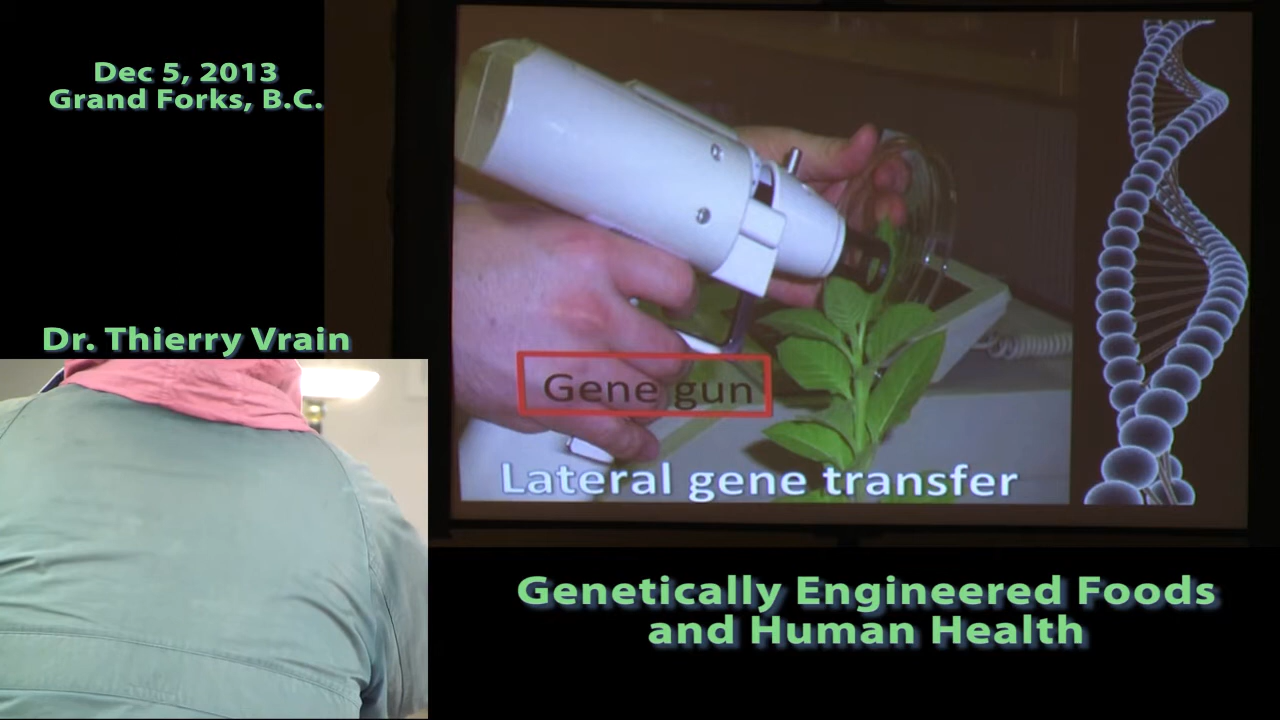 Dec 5, 2013
Grand Forks, B.C.
Dr. Thierry Vrain
Gene gun
Lateral gene transfer
Genetically Engineered Foods
and Human Health